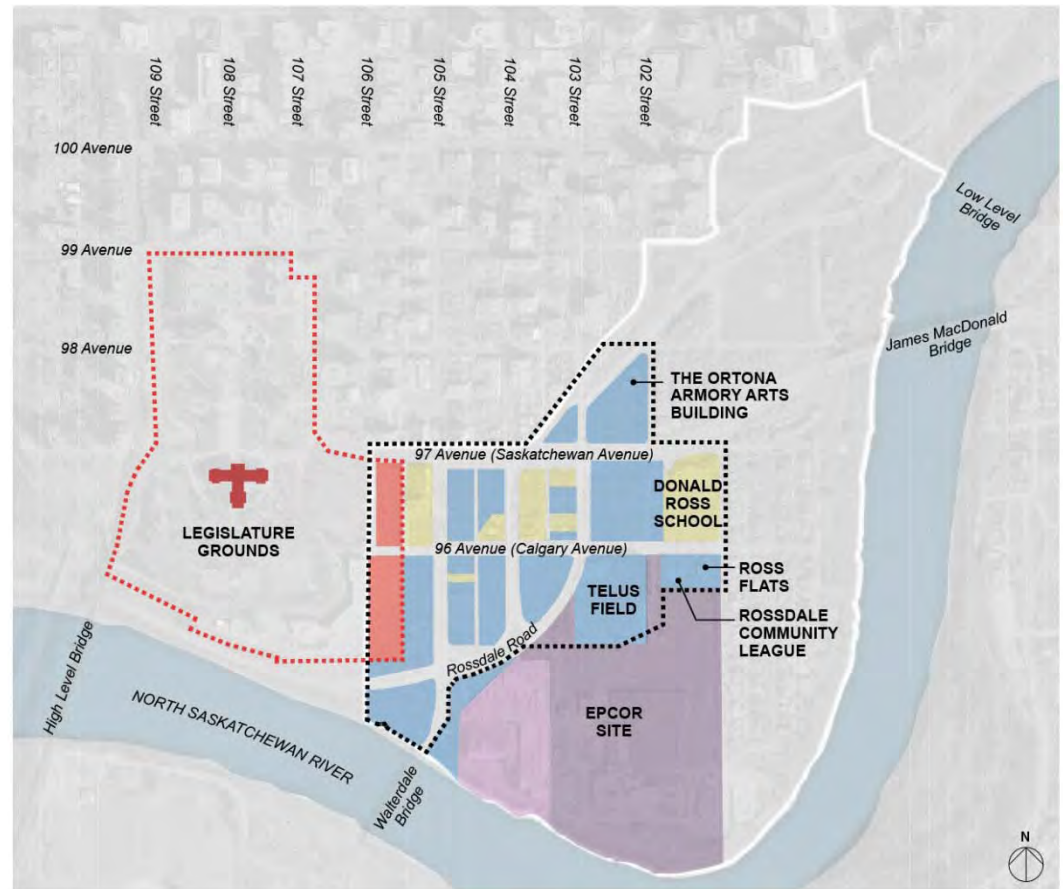 109 Street
108 Street
107 Street
106 Street
105 Street
104 Street
103 Street
102 Street
100 Avenue
99 Avenue
98 Avenue
Low Level
Bridge
James MacDonald
Bridge
THE ORTONA
ARMORY ARTS
BUILDING
97 Avenue (Saskatchewan Avenue)
DONALD
ROSS
SCHOOL
LEGISLATURE
GROUNDS
96 Avenue (Calgary Avenue)
ROSS
FLATS
TELUS
FIELD
ROSSDALE
COMMUNITY
LEAGUE
Rossdale Road
High Level Bridge
NORTH SASKATCHEWAN RIVER
EPCOR
SITE
Walterdale
Bridge
N